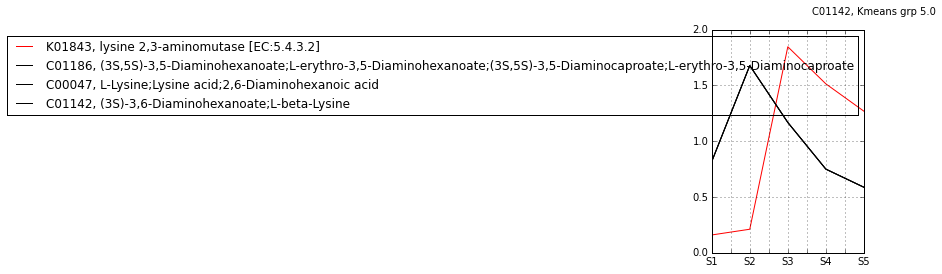 C01142, Kmeans grp 5.0
K01843, lysine 2,3-aminomutase [EC:5.4.3.2]
C01186, (3S,5S)-3,5-Diaminohexanoate;L-erythro-3,5-Diaminohexanoate;(3S,5S)-3,5-Diaminocaproate;L-erythro-3,5-Diaminocaproate
C00047, L-Lysine;Lysine acid;2,6-Diaminohexanoic acid
C01142, (3S)-3,6-Diaminohexanoate;L-beta-Lysine
2.0
1.5
1.0
0.5
0.0
S1 S2 S3 S4 S5